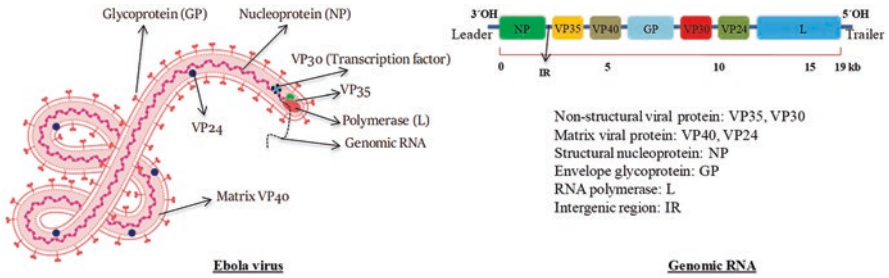 Glycoprotein (GP)
Nucleoprotein (NP)
VP30 (Transcription factor)
VP35
VP24
Polymerase (L)
Genomic RNA
Matrix VP40
Ebola virus
3´OH
5´OH
Leader
NP
VP35
VP40
GP
VP30
VP24
L
Trailer
IR
0
5
10
15
19 kb
Non-structural viral protein: VP35, VP30
Matrix viral protein: VP40, VP24
Structural nucleoprotein: NP
Envelope glycoprotein: GP
RNA polymerase: L
Intergenic region: IR
Genomic RNA